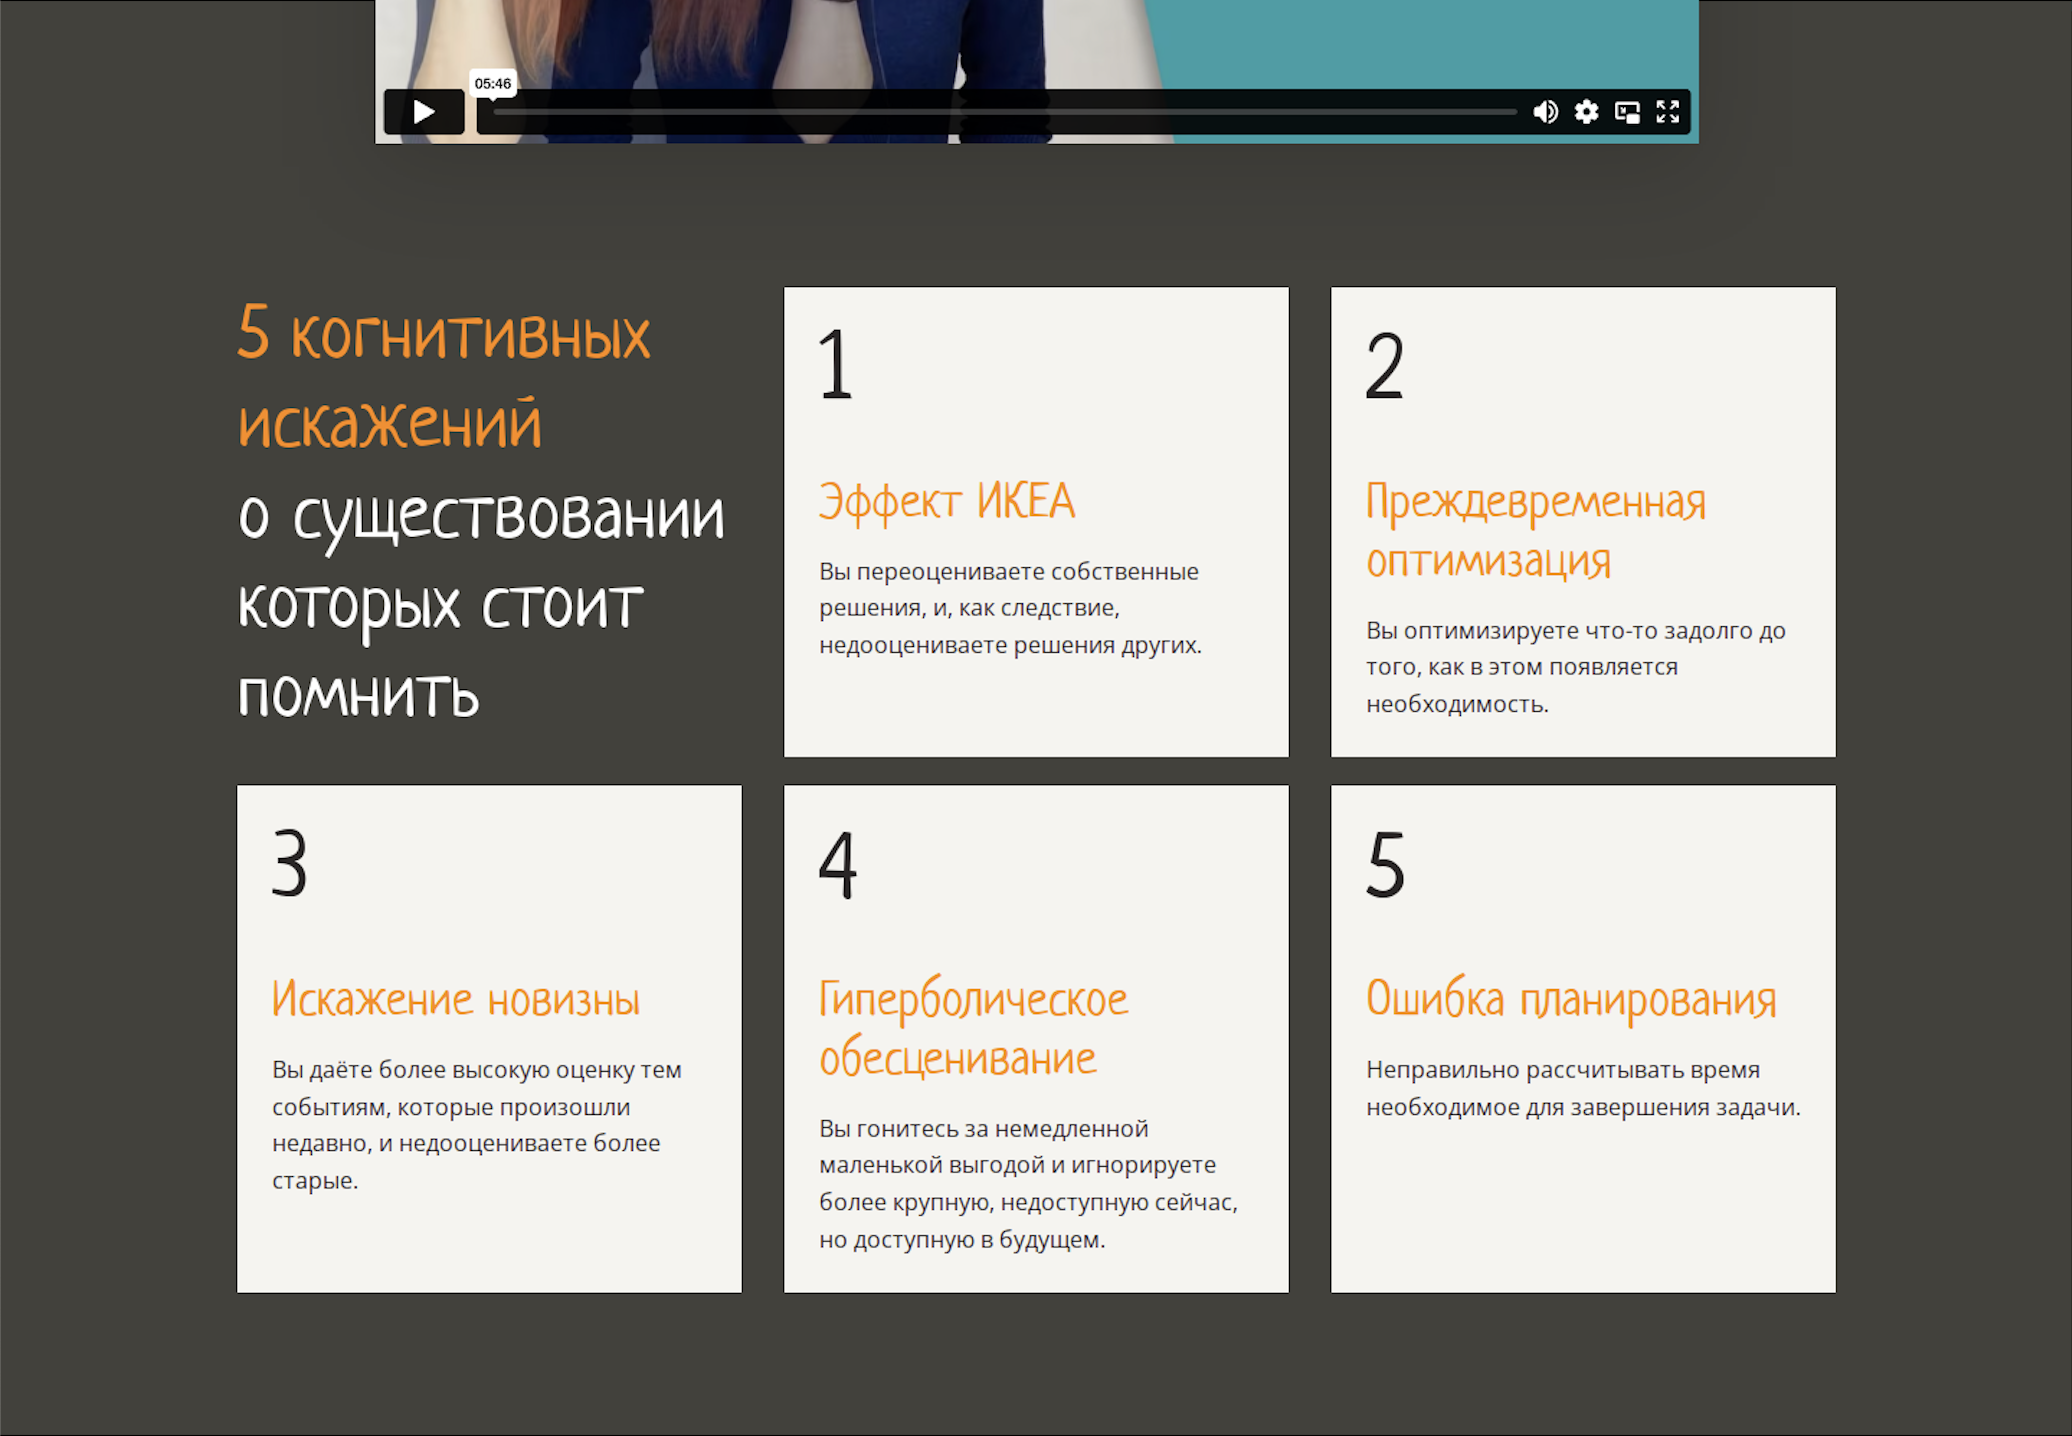 05:46
5 когнитивных
искажений
о существовании
которых стоит
помнить
1
Эффект ИКЕА
Вы переоцениваете собственные
решения, и, как следствие,
недооцениваете решения других.
2
Преждевременная
оптимизация
Вы оптимизируете что-то задолго до
того, как в этом появляется
необходимость.
3
Искажение новизны
Вы даёте более высокую оценку тем
событиям, которые произошли
недавно, и недооцениваете более
старые.
4
Гиперболическое
обесценивание
Вы гонитесь за немедленной
маленькой выгодой и игнорируете
более крупную, недоступную сейчас,
но доступную в будущем.
5
Ошибка планирования
Неправильно рассчитывать время
необходимое для завершения задачи.